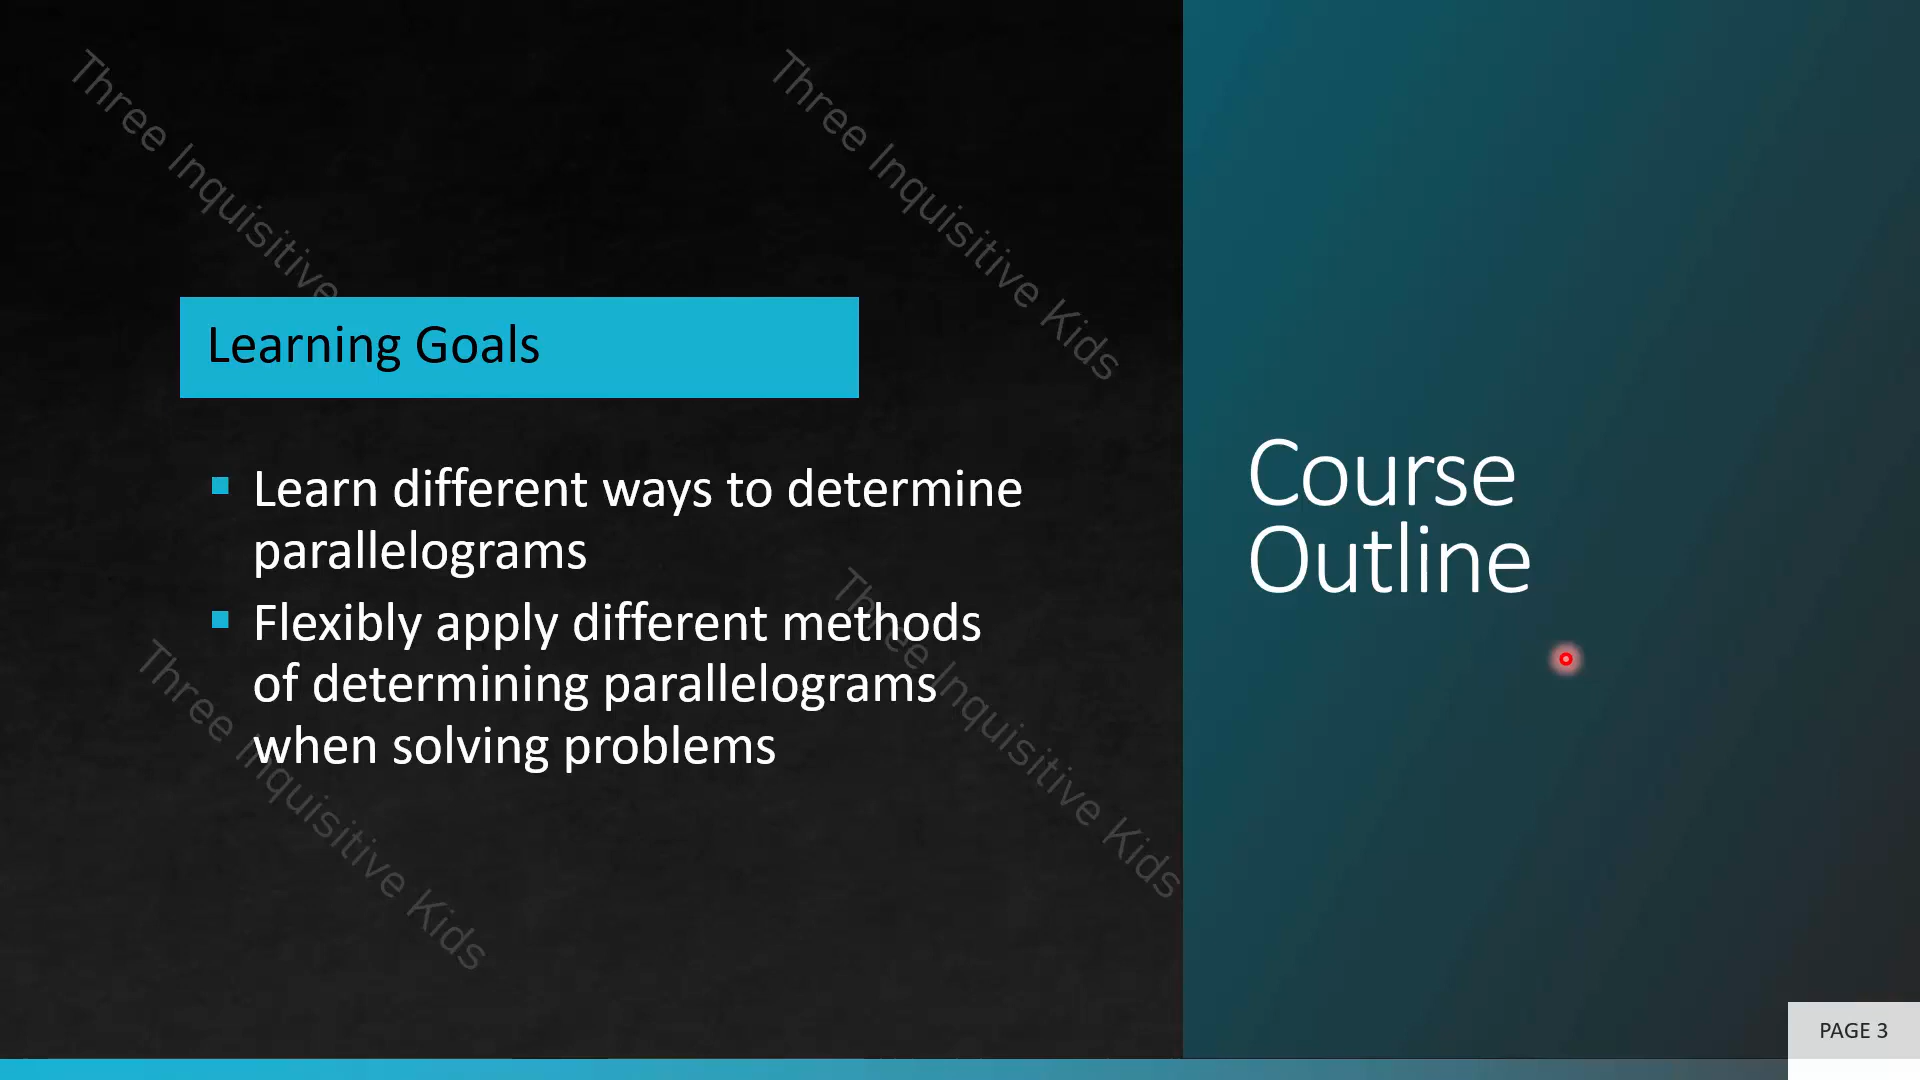 Three Inquisitive
Three Inquisitive Kids
Learning Goals
Learn different ways to determine
parallelograms
Flexibly apply different methods
of determining parallelograms
when solving problems
Three Inquisitive Kids
Three Inquisitive Kids
Course
Outline
PAGE 3